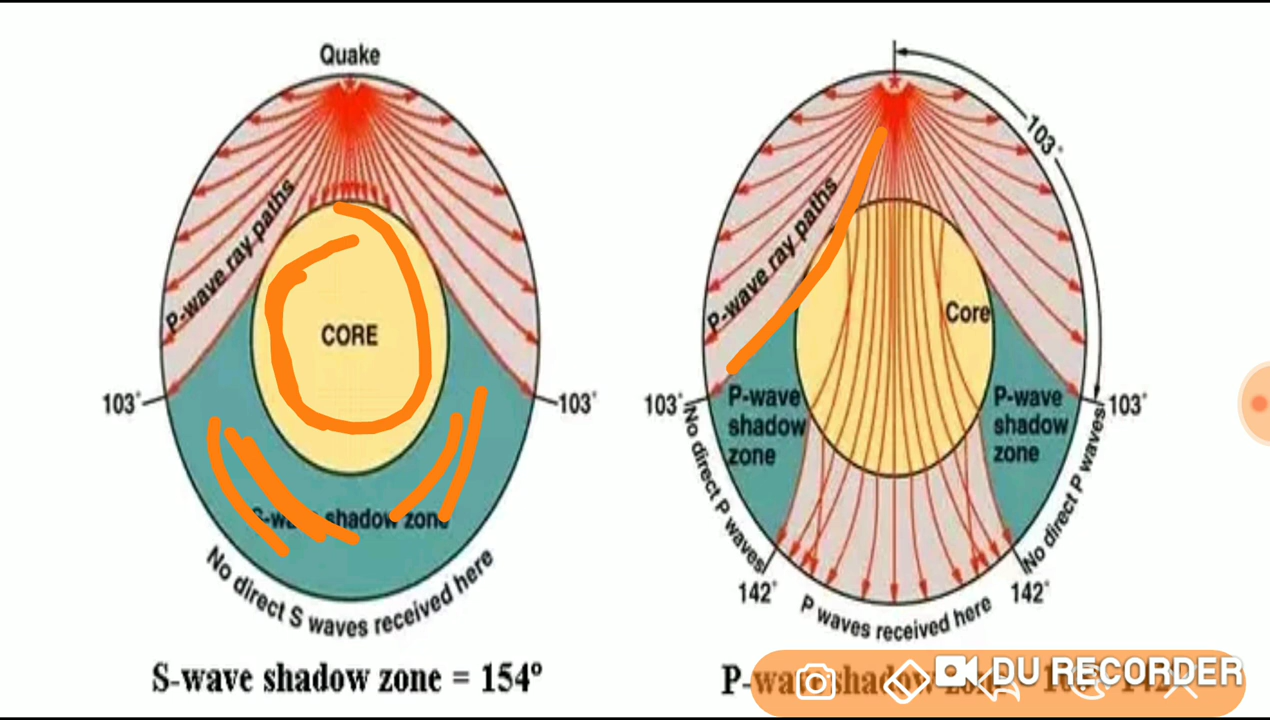 Quake
P-wave ray paths
CORE
103°
103°
shadow zone
No direct S waves received here
S-wave shadow zone = 154°
103°
P-wave ray paths
Core
103°
103°
P-wave
shadow
zone
P-wave
shadow
zone
No direct P waves
No direct P waves
142°
142°
P waves received here
DU RECORDER